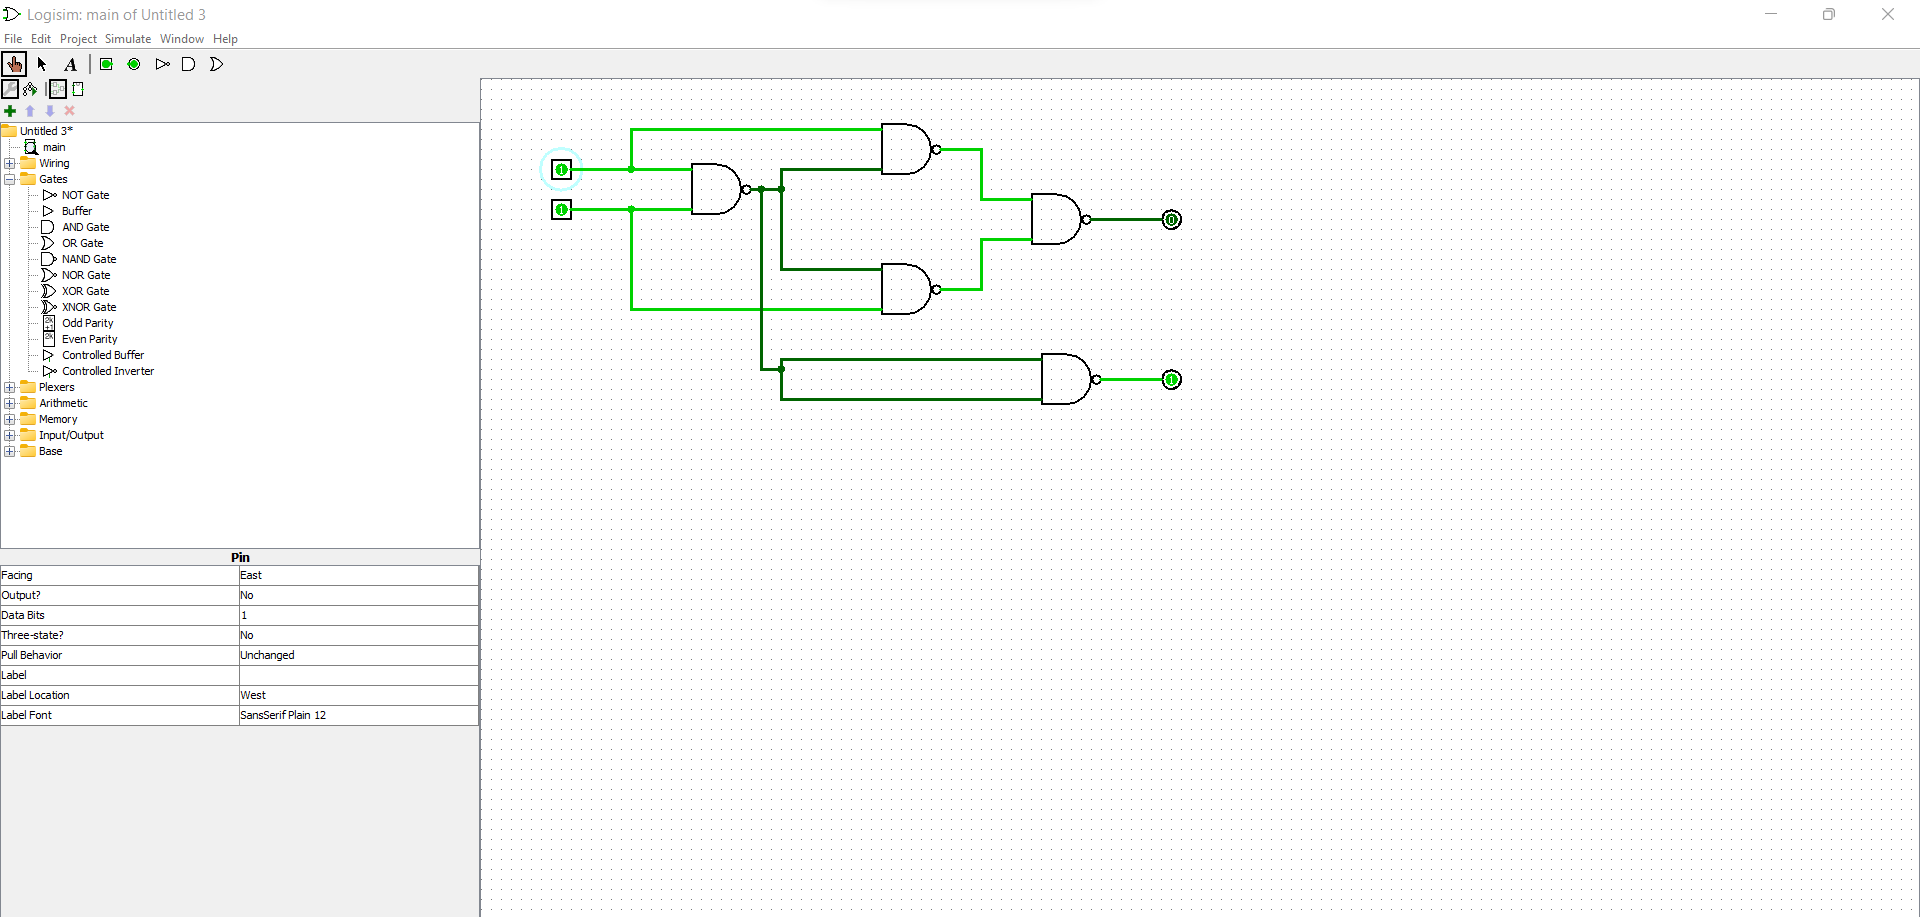 Logisim: main of Untitled 3
File Edit Project Simulate Window Help
A
Untitled 3*
main
Wiring
Gates
NOT Gate
Buffer
AND Gate
OR Gate
NAND Gate
NOR Gate
XOR Gate
XNOR Gate
2k+1 Odd Parity
2k Even Parity
Controlled Buffer
Controlled Inverter
Plexers
Arithmetic
Memory
Input/Output
Base
Pin
Facing East
Output? No
Data Bits 1
Three-state? No
Pull Behavior Unchanged
Label
Label Location West
Label Font SansSerif Plain 12
1
1
0
1